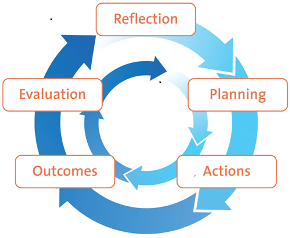 Reflection
Evaluation
Planning
Outcomes
Actions